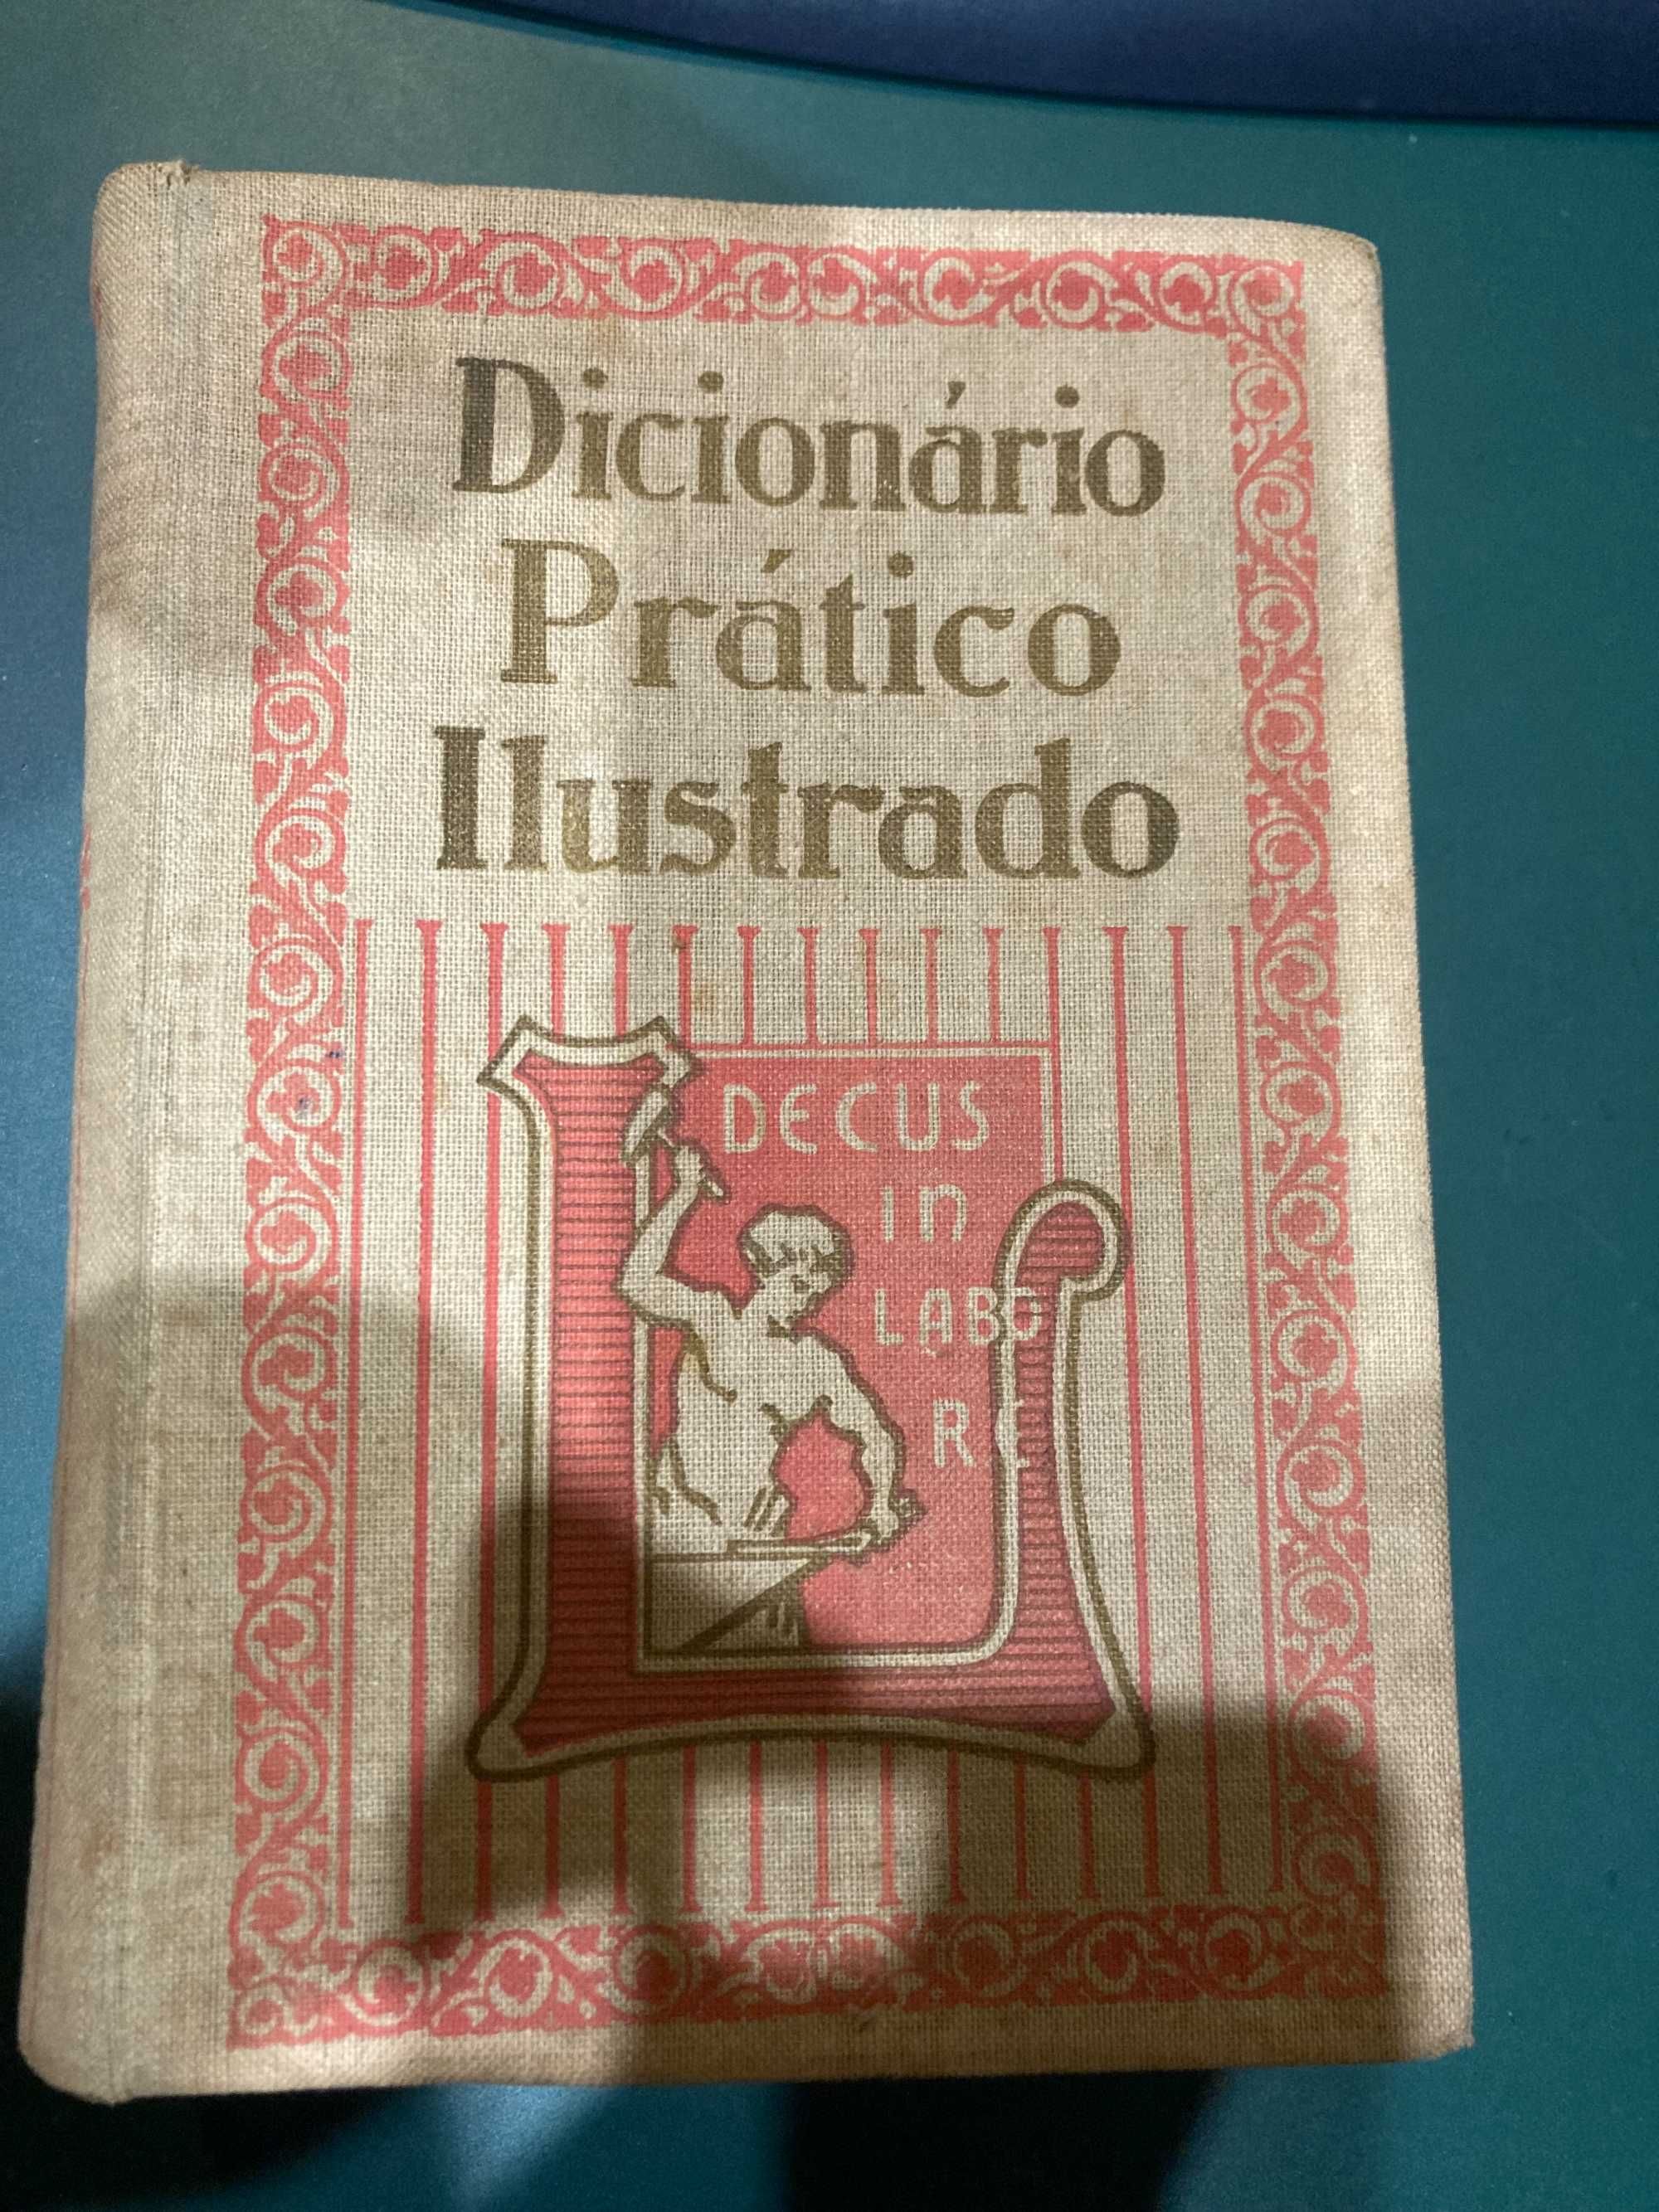 Dicionário
Prático
Ilustrado
DECUS
in
LABO
R